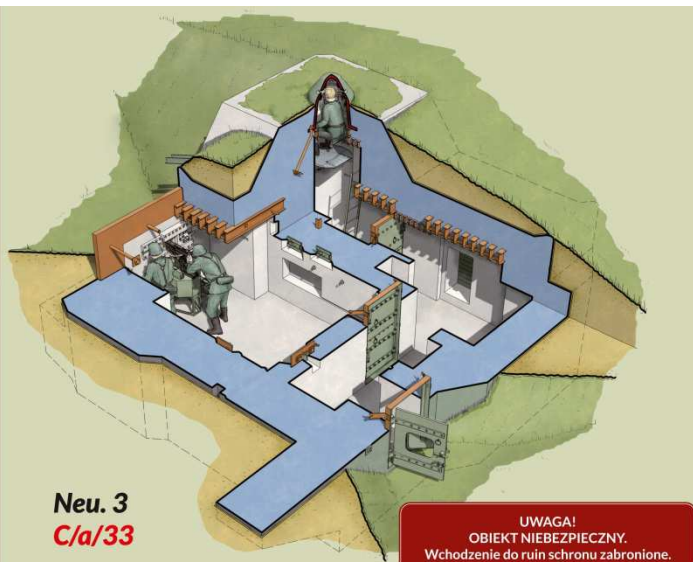 Neu. 3
C/a/33
UWAGA!
OBIEKT NIEBEZPIECZNY.
Wchodzenie do ruin schronu zabronione.